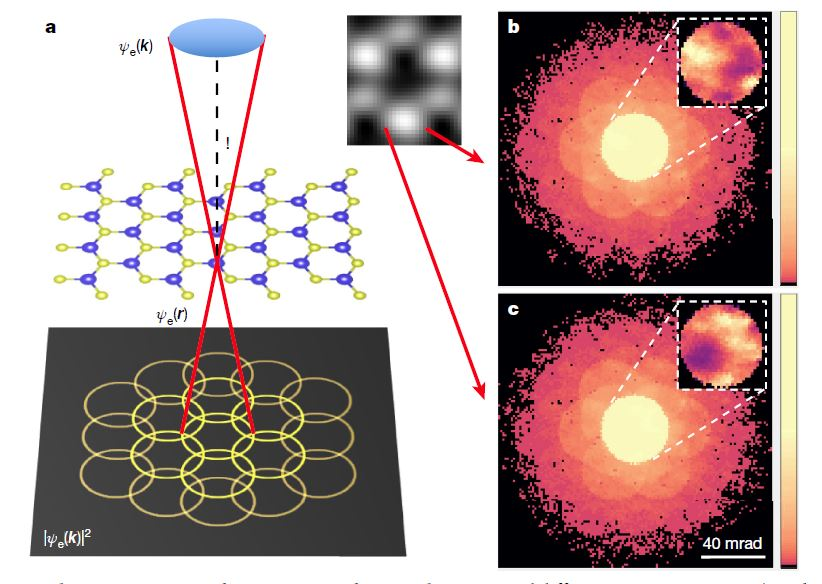 a
ψe(k)
!
ψe(r)
|ψe(k)|²
b
c
40 mrad